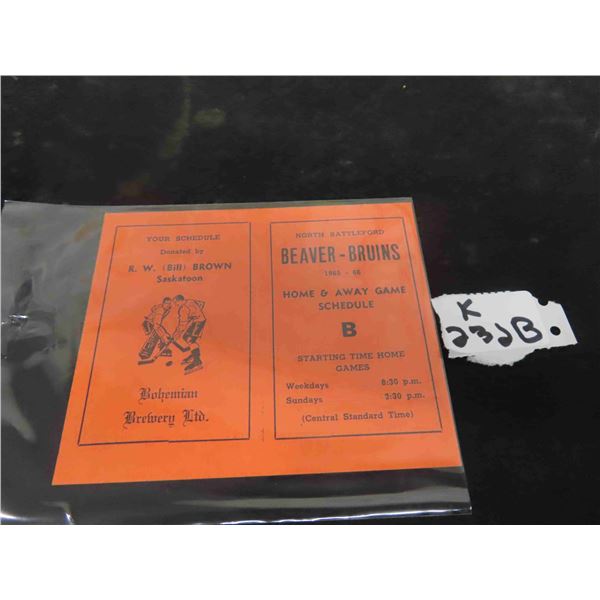 YOUR SCHEDULE
Donated by
R. W. (Bill) BROWN
Saskatoon
Bohemian
Brewery Ltd.
NORTH BATTLEFORD
BEAVER - BRUINS
1965 - 66
HOME & AWAY GAME
SCHEDULE
B
STARTING TIME HOME
GAMES
Weekdays 8:30 p.m.
Sundays 2:30 p.m.
(Central Standard Time)
K
232B